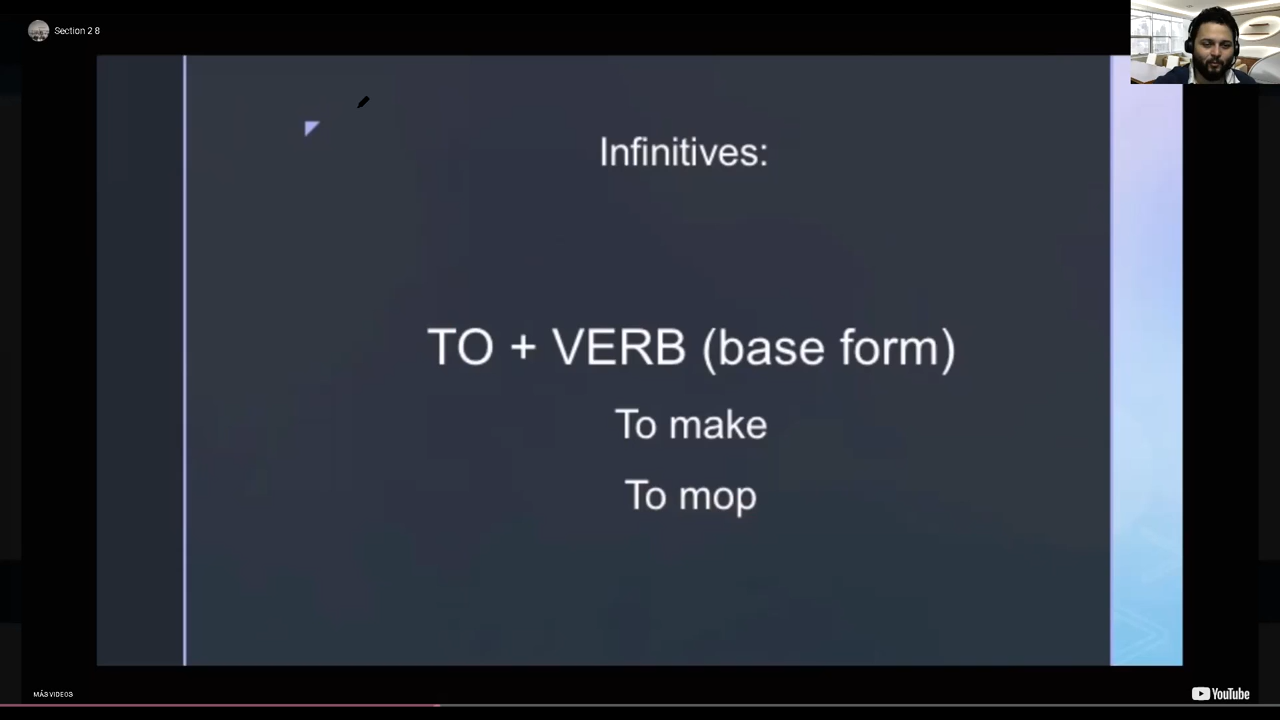 Section 2 8
Infinitives:
TO + VERB (base form)
To make
To mop
MÁS VIDEOS
YouTube